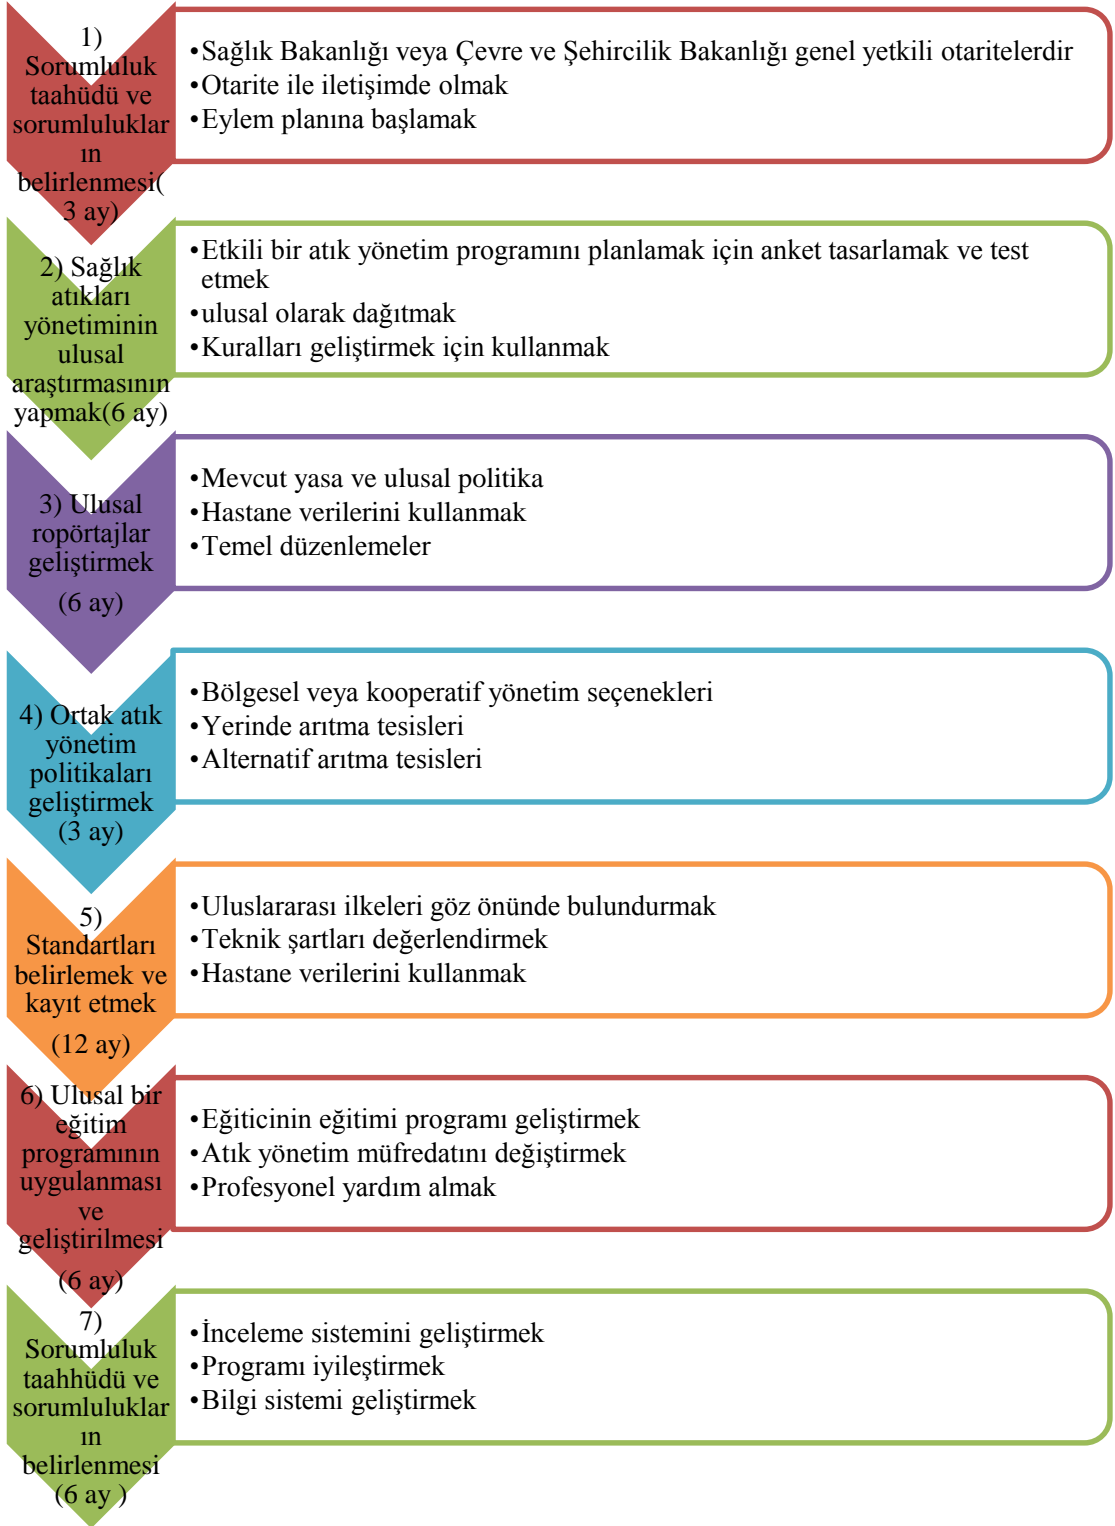 1)
Sorumluluk
taahüdü ve
sorumluluklar
ın
belirlenmesi(
3 ay)
•Sağlık Bakanlığı veya Çevre ve Şehircilik Bakanlığı genel yetkili otaritelerdir
•Otarite ile iletişimde olmak
•Eylem planına başlamak
2) Sağlık
atıkları
yönetiminin
ulusal
araştırmasının
yapmak(6 ay)
•Etkili bir atık yönetim programını planlamak için anket tasarlamak ve test
etmek
•ulusal olarak dağıtmak
•Kuralları geliştirmek için kullanmak
3) Ulusal
ropörtajlar
geliştirmek
(6 ay)
•Mevcut yasa ve ulusal politika
•Hastane verilerini kullanmak
•Temel düzenlemeler
4) Ortak atık
yönetim
politikaları
geliştirmek
(3 ay)
•Bölgesel veya kooperatif yönetim seçenekleri
•Yerinde arıtma tesisleri
•Alternatif arıtma tesisleri
5)
Standartları
belirlemek ve
kayıt etmek
(12 ay)
•Uluslararası ilkeleri göz önünde bulundurmak
•Teknik şartları değerlendirmek
•Hastane verilerini kullanmak
6) Ulusal bir
eğitim
programının
uygulanması
ve
geliştirilmesi
(6 ay)
•Eğiticinin eğitimi programı geliştirmek
•Atık yönetim müfredatını değiştirmek
•Profesyonel yardım almak
7)
Sorumluluk
taahhüdü ve
sorumluluklar
ın
belirlenmesi
(6 ay )
•İnceleme sistemini geliştirmek
•Programı iyileştirmek
•Bilgi sistemi geliştirmek